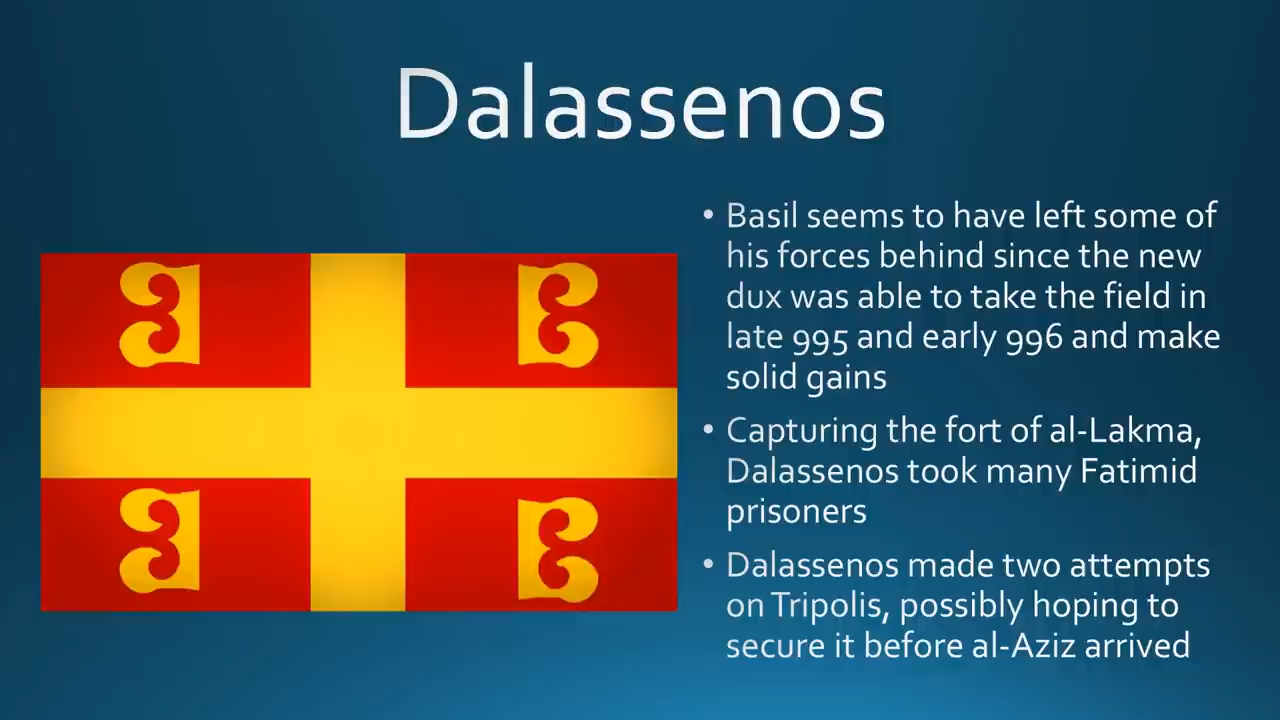 Dalassenos
• Basil seems to have left some of
his forces behind since the new
dux was able to take the field in
late 995 and early 996 and make
solid gains
• Capturing the fort of al-Lakma,
Dalassenos took many Fatimid
prisoners
• Dalassenos made two attempts
on Tripolis, possibly hoping to
secure it before al-Aziz arrived